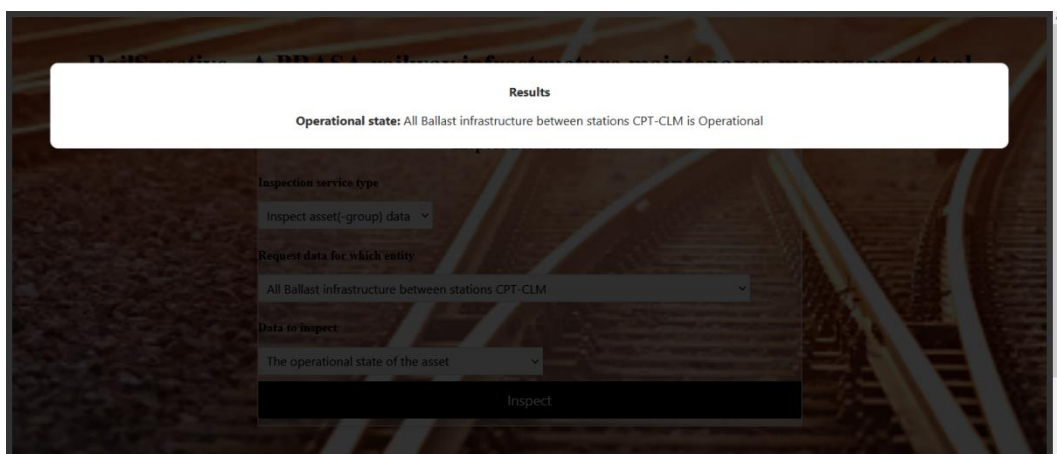 Results
Operational state: All Ballast infrastructure between stations CPT-CLM is Operational
Inspection service type
Inspect asset(-group) data
Request data for which entity
All Ballast infrastructure between stations CPT-CLM
Data to inspect
The operational state of the asset
Inspect